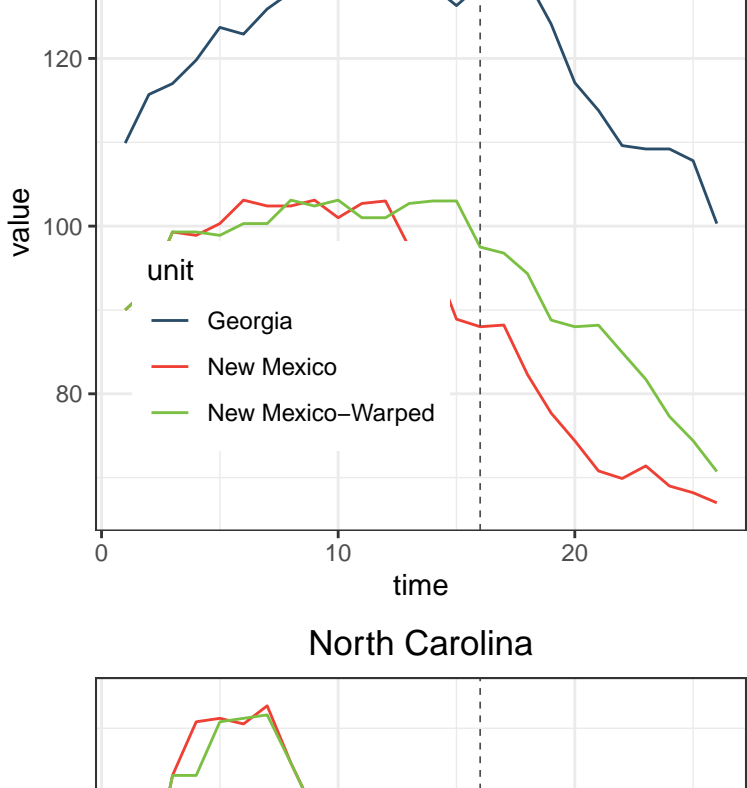 120
100
value
unit
Georgia
New Mexico
80
New Mexico−Warped
0
10
20
time
North Carolina